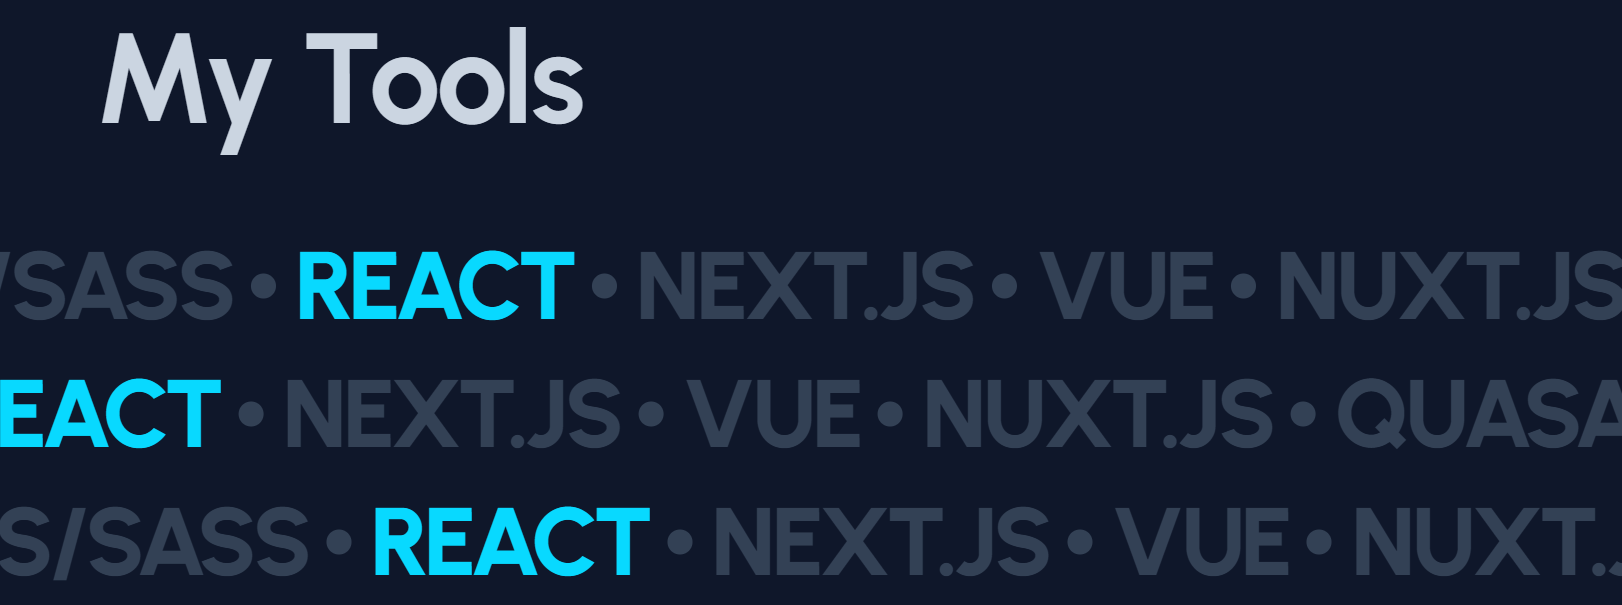 My Tools
/SASS • REACT • NEXT.JS • VUE • NUXT.JS
EACT • NEXT.JS • VUE • NUXT.JS • QUASA
S/SASS • REACT • NEXT.JS • VUE • NUXT.J